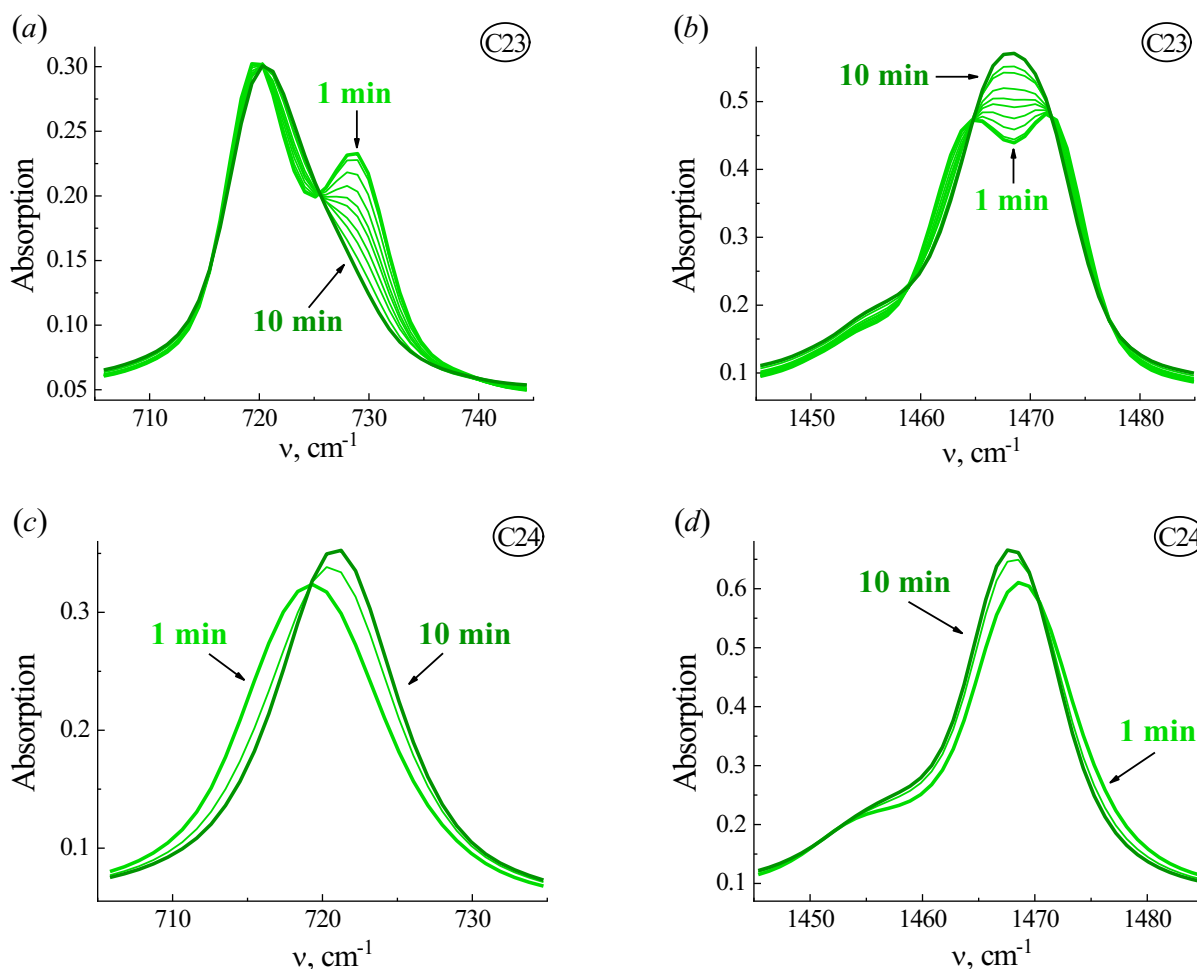 (a)
C23
Absorption
0.30
0.25
0.20
0.15
0.10
0.05
1 min
10 min
710
720
730
740
ν, cm-1
(b)
C23
Absorption
0.5
0.4
0.3
0.2
0.1
10 min
1 min
1450
1460
1470
1480
ν, cm-1
(c)
C24
Absorption
0.3
0.2
0.1
1 min
10 min
710
720
730
ν, cm-1
(d)
C24
Absorption
0.6
0.5
0.4
0.3
0.2
0.1
10 min
1 min
1450
1460
1470
1480
ν, cm-1